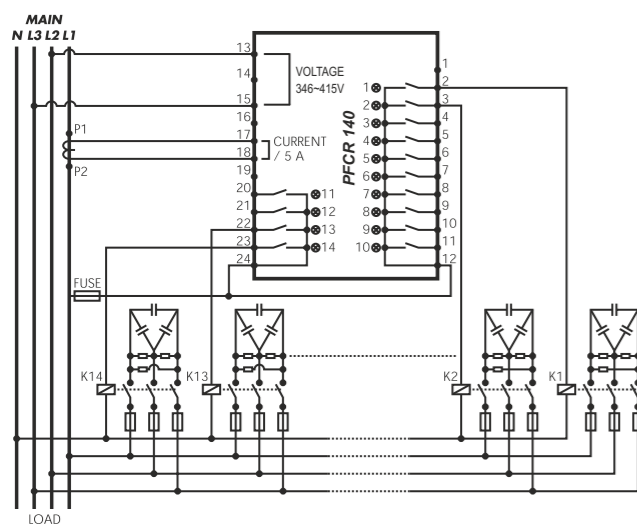 MAIN
N L3 L2 L1
13
14
15
16
17
18
19
20
21
22
23
24
VOLTAGE
346~415V
CURRENT
/ 5 A
PFCR 140
1
2
3
4
5
6
7
8
9
10
11
12
13
14
1
2
3
4
5
6
7
8
9
10
11
12
P1
P2
FUSE
K14
K13
K2
K1
LOAD